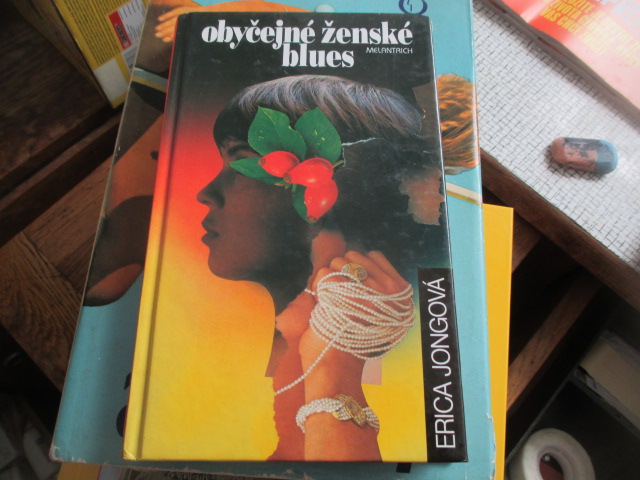 obyčejné ženské
blues
MELANTRICH
ERICA JONGOVÁ